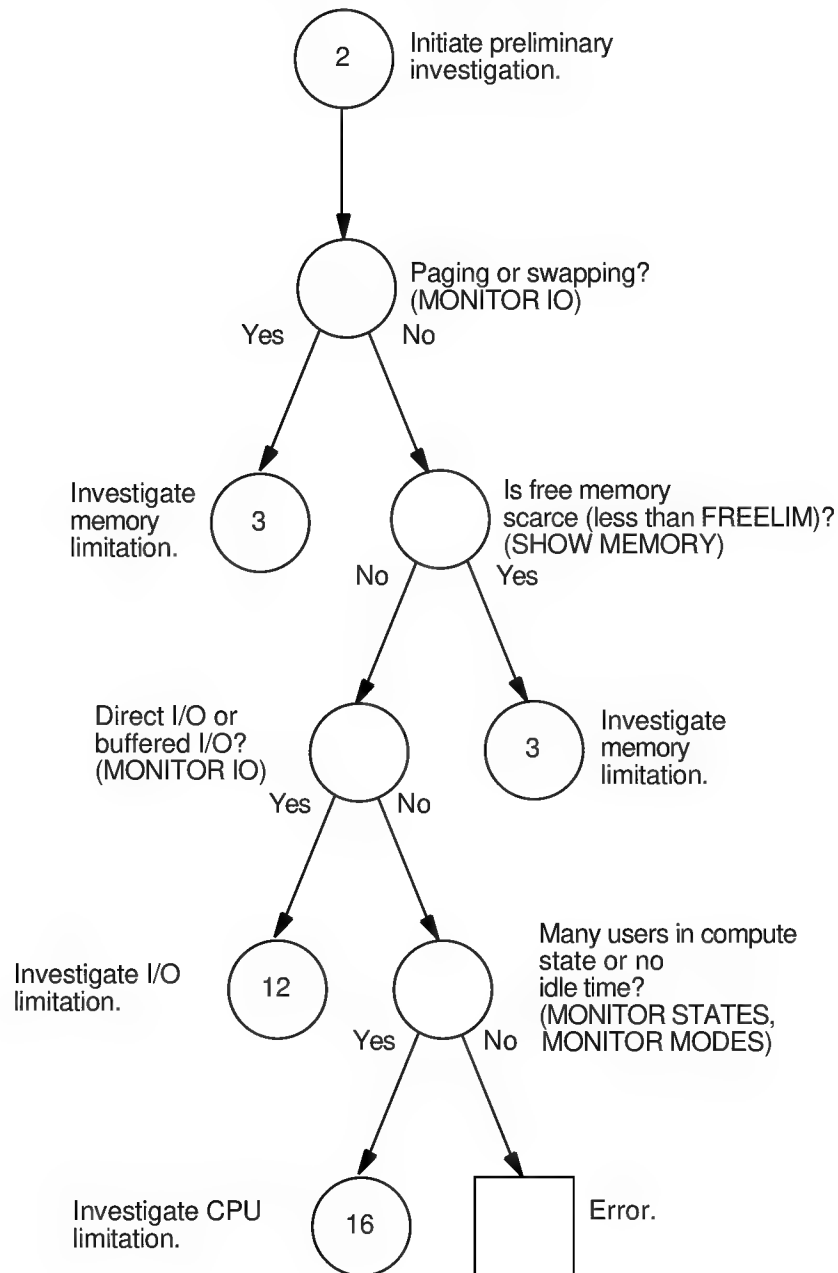 2
Initiate preliminary
investigation.
Paging or swapping?
(MONITOR IO)
Yes
No
Investigate
memory
limitation.
3
Is free memory
scarce (less than FREELIM)?
(SHOW MEMORY)
No
Yes
Direct I/O or
buffered I/O?
(MONITOR IO)
3
Investigate
memory
limitation.
Yes
No
Investigate I/O
limitation.
12
Many users in compute
state or no
idle time?
(MONITOR STATES,
MONITOR MODES)
Yes
No
Investigate CPU
limitation.
16
Error.